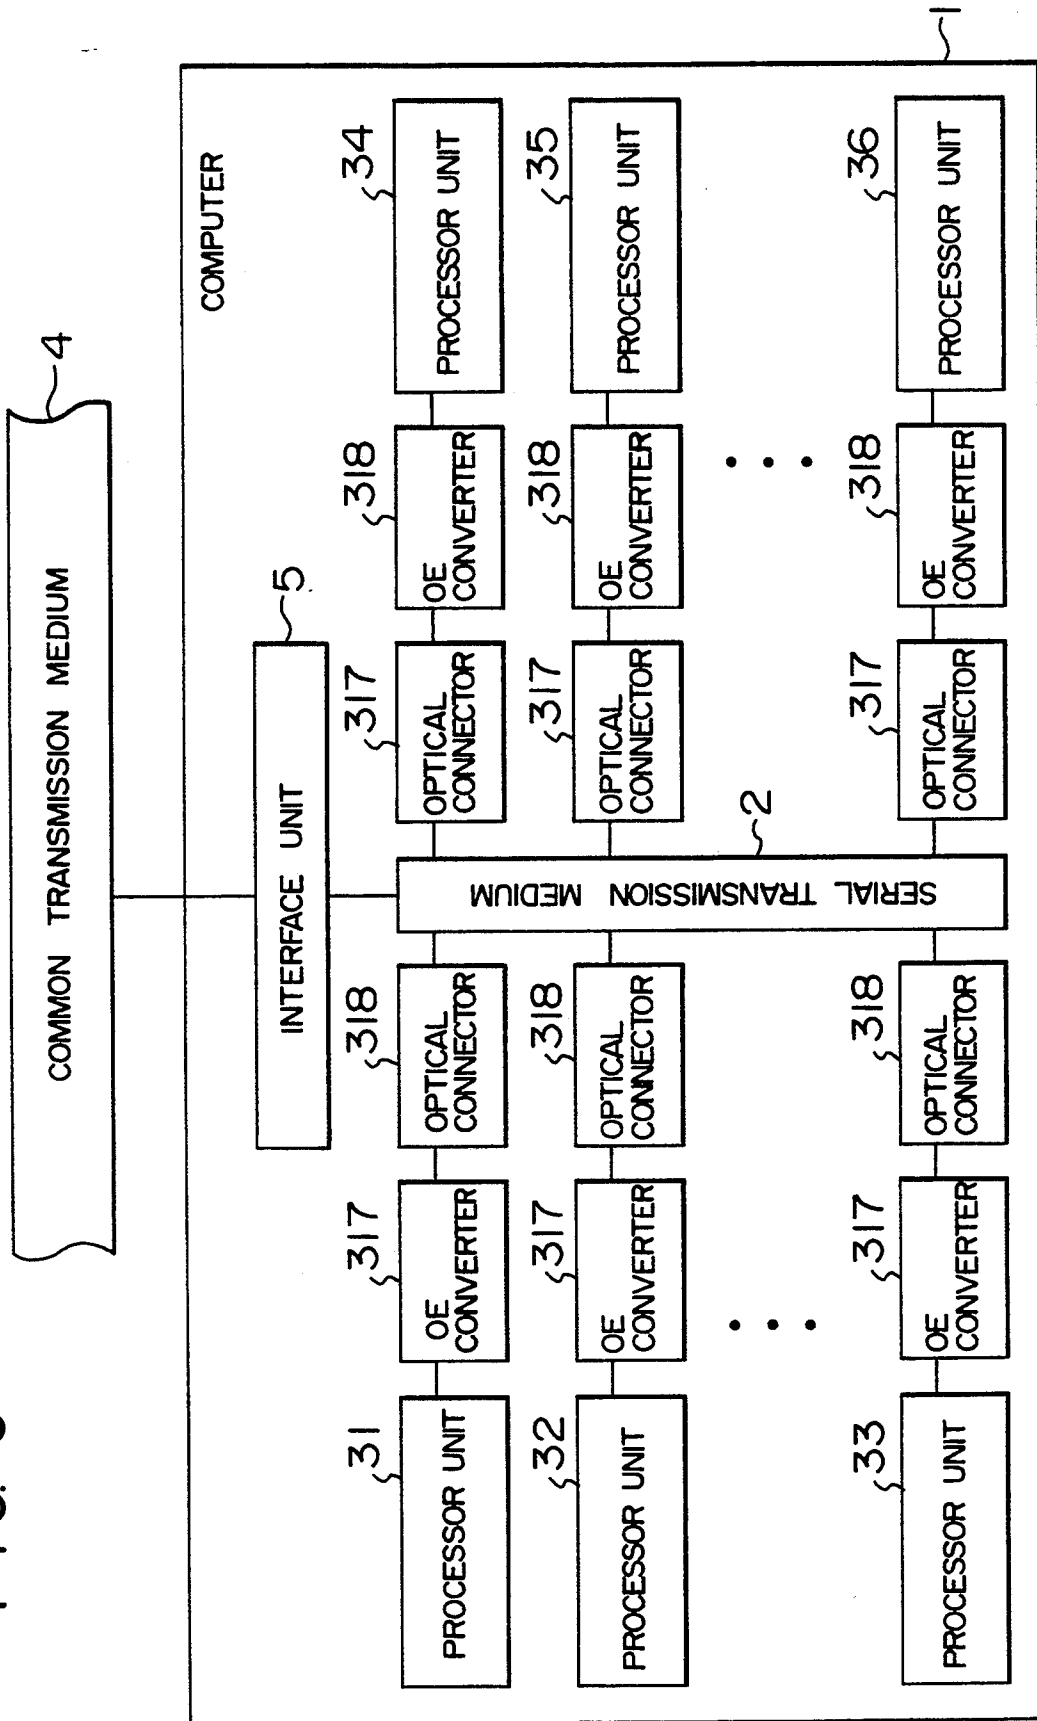 COMMON TRANSMISSION MEDIUM
4
1
COMPUTER
INTERFACE UNIT
5
31
317
318
317
318
34
PROCESSOR UNIT
OE
CONVERTER
OPTICAL
CONNECTOR
OPTICAL
CONNECTOR
OE
CONVERTER
PROCESSOR UNIT
32
317
318
317
318
35
PROCESSOR UNIT
OE
CONVERTER
OPTICAL
CONNECTOR
OPTICAL
CONNECTOR
OE
CONVERTER
PROCESSOR UNIT
SERIAL TRANSMISSION MEDIUM
2
33
317
318
317
318
36
PROCESSOR UNIT
OE
CONVERTER
OPTICAL
CONNECTOR
OPTICAL
CONNECTOR
OE
CONVERTER
PROCESSOR UNIT